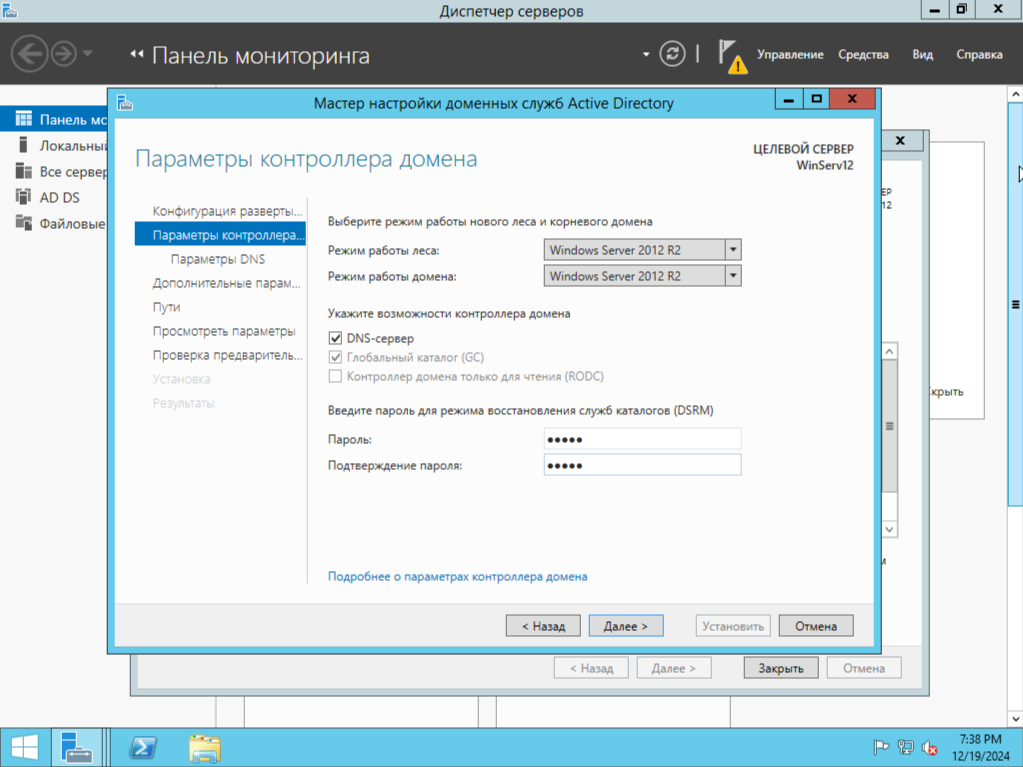 Диспетчер серверов
Панель мониторинга
Управление Средства Вид Справка
Панель мс
Локальны
Все сервер
AD DS
Файловые
Мастер настройки доменных служб Active Directory
Параметры контроллера домена
ЦЕЛЕВОЙ СЕРВЕР
WinServ12
Конфигурация разверты...
Параметры контроллера...
Параметры DNS
Дополнительные парам...
Пути
Просмотреть параметры
Проверка предваритель...
Установка
Результаты
Выберите режим работы нового леса и корневого домена
Режим работы леса: Windows Server 2012 R2
Режим работы домена: Windows Server 2012 R2
Укажите возможности контроллера домена
DNS-сервер
Глобальный каталог (GC)
Контроллер домена только для чтения (RODC)
Введите пароль для режима восстановления служб каталогов (DSRM)
Пароль: •••••
Подтверждение пароля: •••••
Подробнее о параметрах контроллера домена
< Назад Далее > Установить Отмена
ЕР
12
крыть
< Назад Далее > Закрыть Отмена
7:38 PM
12/19/2024